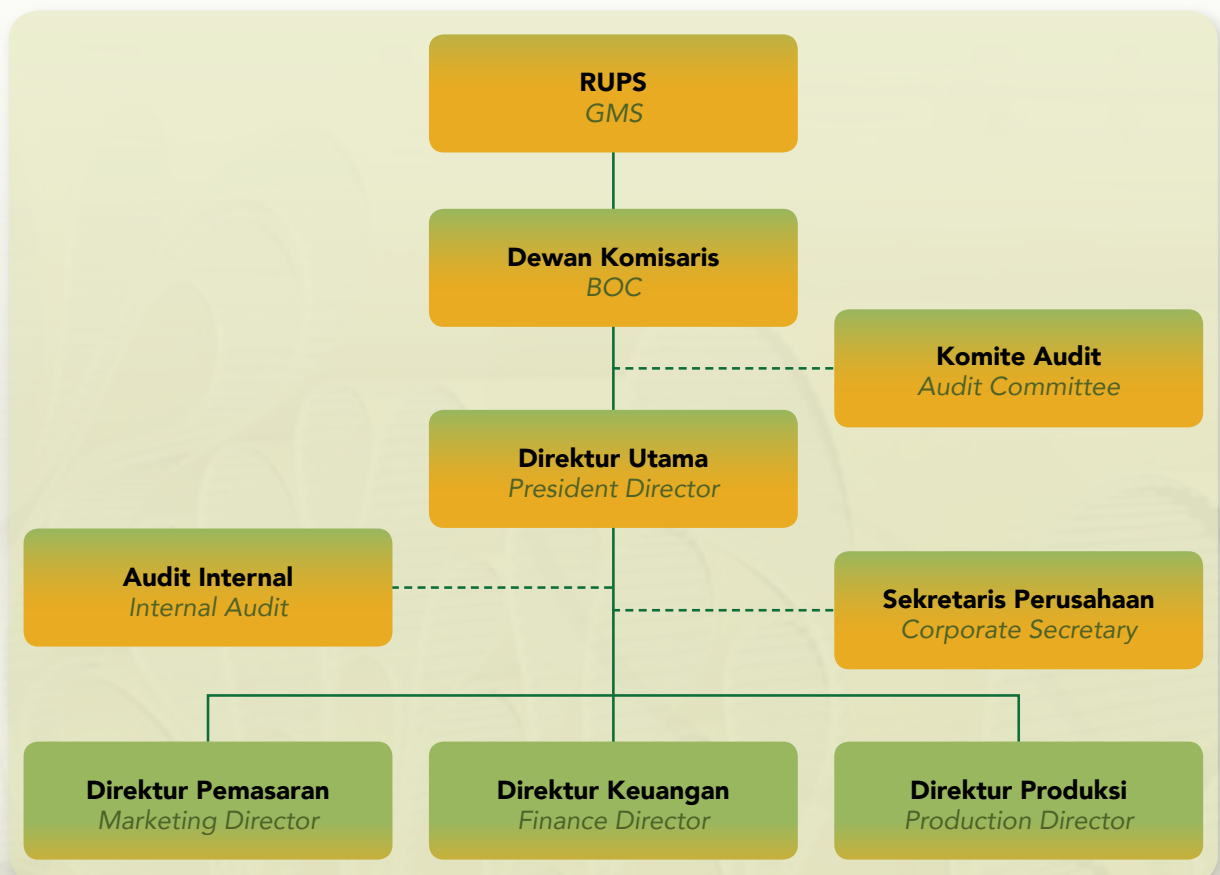 RUPS
GMS
Dewan Komisaris
BOC
Komite Audit
Audit Committee
Direktur Utama
President Director
Audit Internal
Internal Audit
Sekretaris Perusahaan
Corporate Secretary
Direktur Pemasaran
Marketing Director
Direktur Keuangan
Finance Director
Direktur Produksi
Production Director